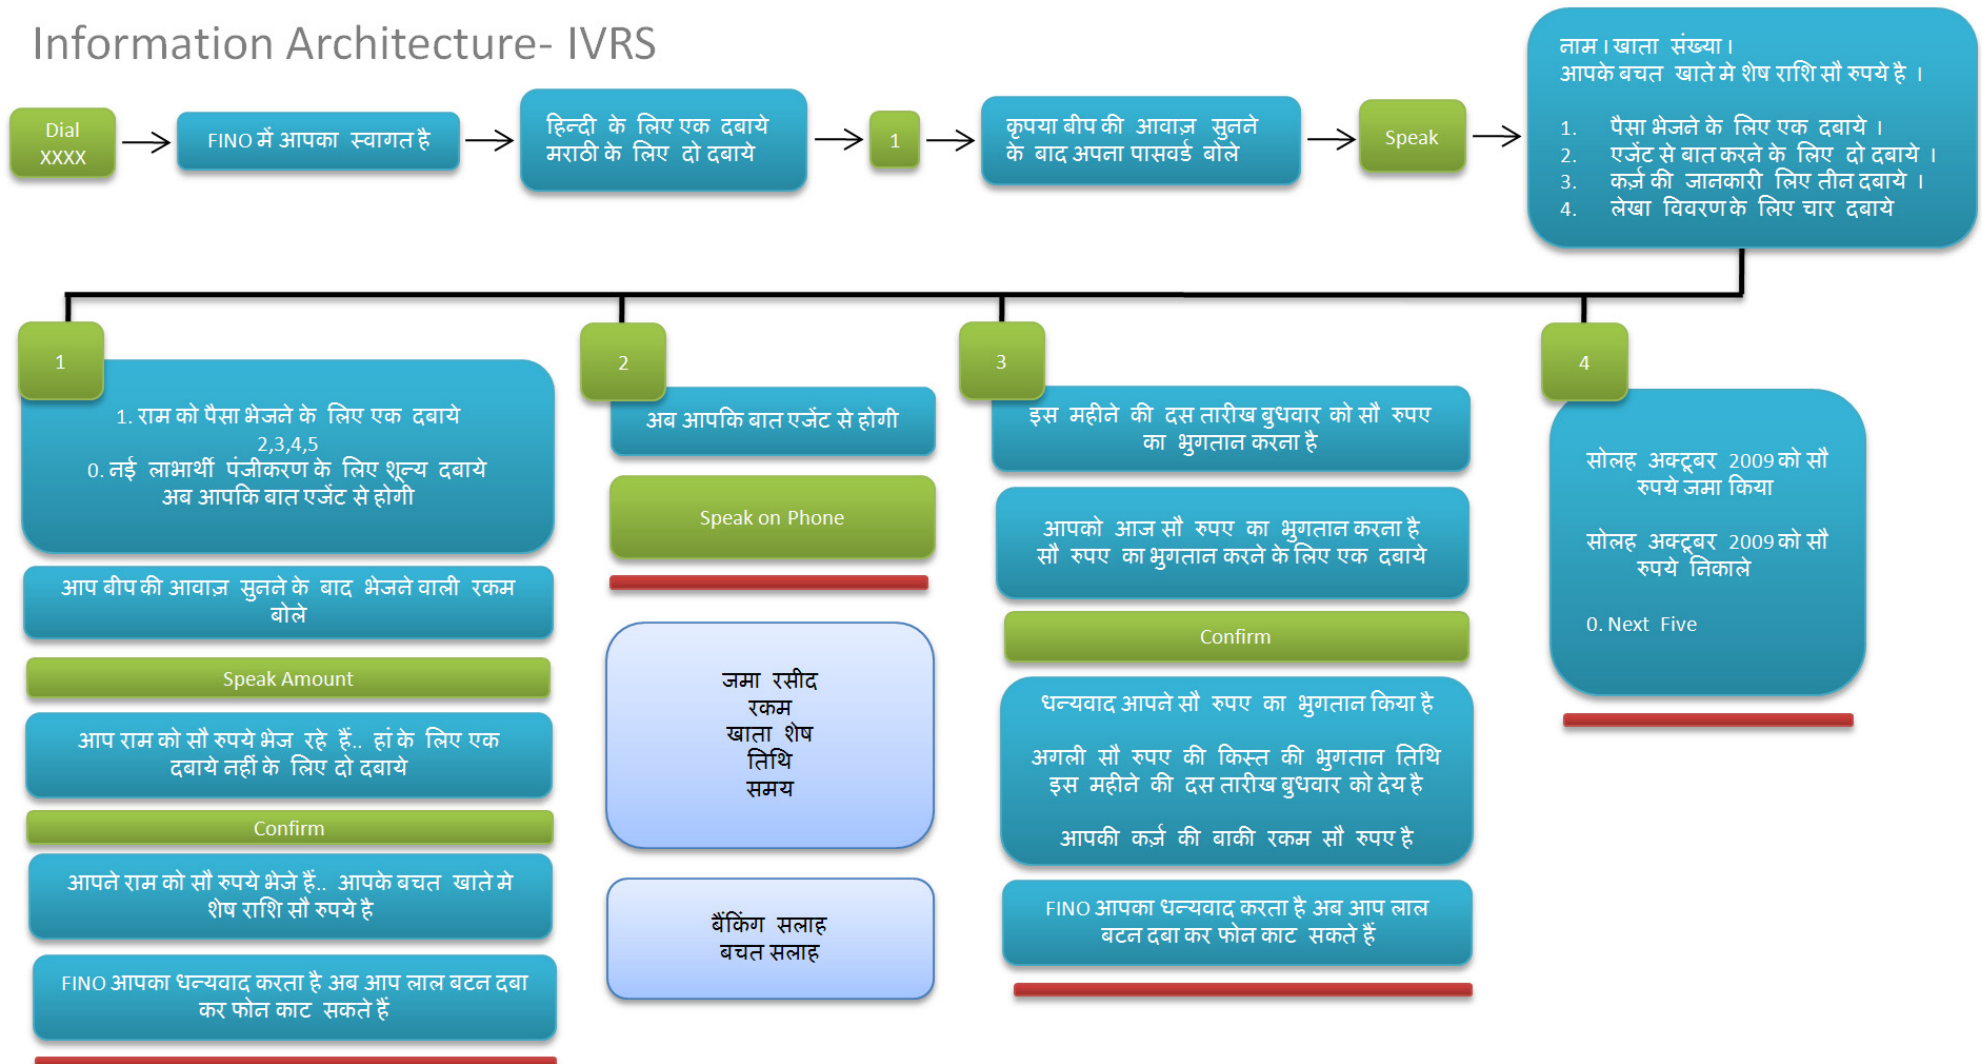 Information Architecture- IVRS
Dial
XXXX
FINO में आपका स्वागत है
हिन्दी के लिए एक दबाये
मराठी के लिए दो दबाये
1
कृपया बीप की आवाज़ सुनने
के बाद अपना पासवर्ड बोले
Speak
नाम । खाता संख्या ।
आपके बचत खाते मे शेष राशि सौ रुपये है ।
1. पैसा भेजने के लिए एक दबाये ।
2. एजेंट से बात करने के लिए दो दबाये ।
3. कर्ज़ की जानकारी लिए तीन दबाये ।
4. लेखा विवरण के लिए चार दबाये
1
1. राम को पैसा भेजने के लिए एक दबाये
2,3,4,5
0. नई लाभार्थी पंजीकरण के लिए शून्य दबाये
अब आपकि बात एजेंट से होगी
आप बीप की आवाज़ सुनने के बाद भेजने वाली रकम
बोले
Speak Amount
आप राम को सौ रुपये भेज रहे हैं.. हां के लिए एक
दबाये नहीं के लिए दो दबाये
Confirm
आपने राम को सौ रुपये भेजे हैं.. आपके बचत खाते मे
शेष राशि सौ रुपये है
FINO आपका धन्यवाद करता है अब आप लाल बटन दबा
कर फोन काट सकते हैं
2
अब आपकि बात एजेंट से होगी
Speak on Phone
जमा रसीद
रकम
खाता शेष
तिथि
समय
बैंकिंग सलाह
बचत सलाह
3
इस महीने की दस तारीख बुधवार को सौ रुपए
का भुगतान करना है
आपको आज सौ रुपए का भुगतान करना है
सौ रुपए का भुगतान करने के लिए एक दबाये
Confirm
धन्यवाद आपने सौ रुपए का भुगतान किया है
अगली सौ रुपए की किस्त की भुगतान तिथि
इस महीने की दस तारीख बुधवार को देय है
आपकी कर्ज़ की बाकी रकम सौ रुपए है
FINO आपका धन्यवाद करता है अब आप लाल
बटन दबा कर फोन काट सकते हैं
4
सोलह अक्टूबर 2009 को सौ
रुपये जमा किया
सोलह अक्टूबर 2009 को सौ
रुपये निकाले
0. Next Five